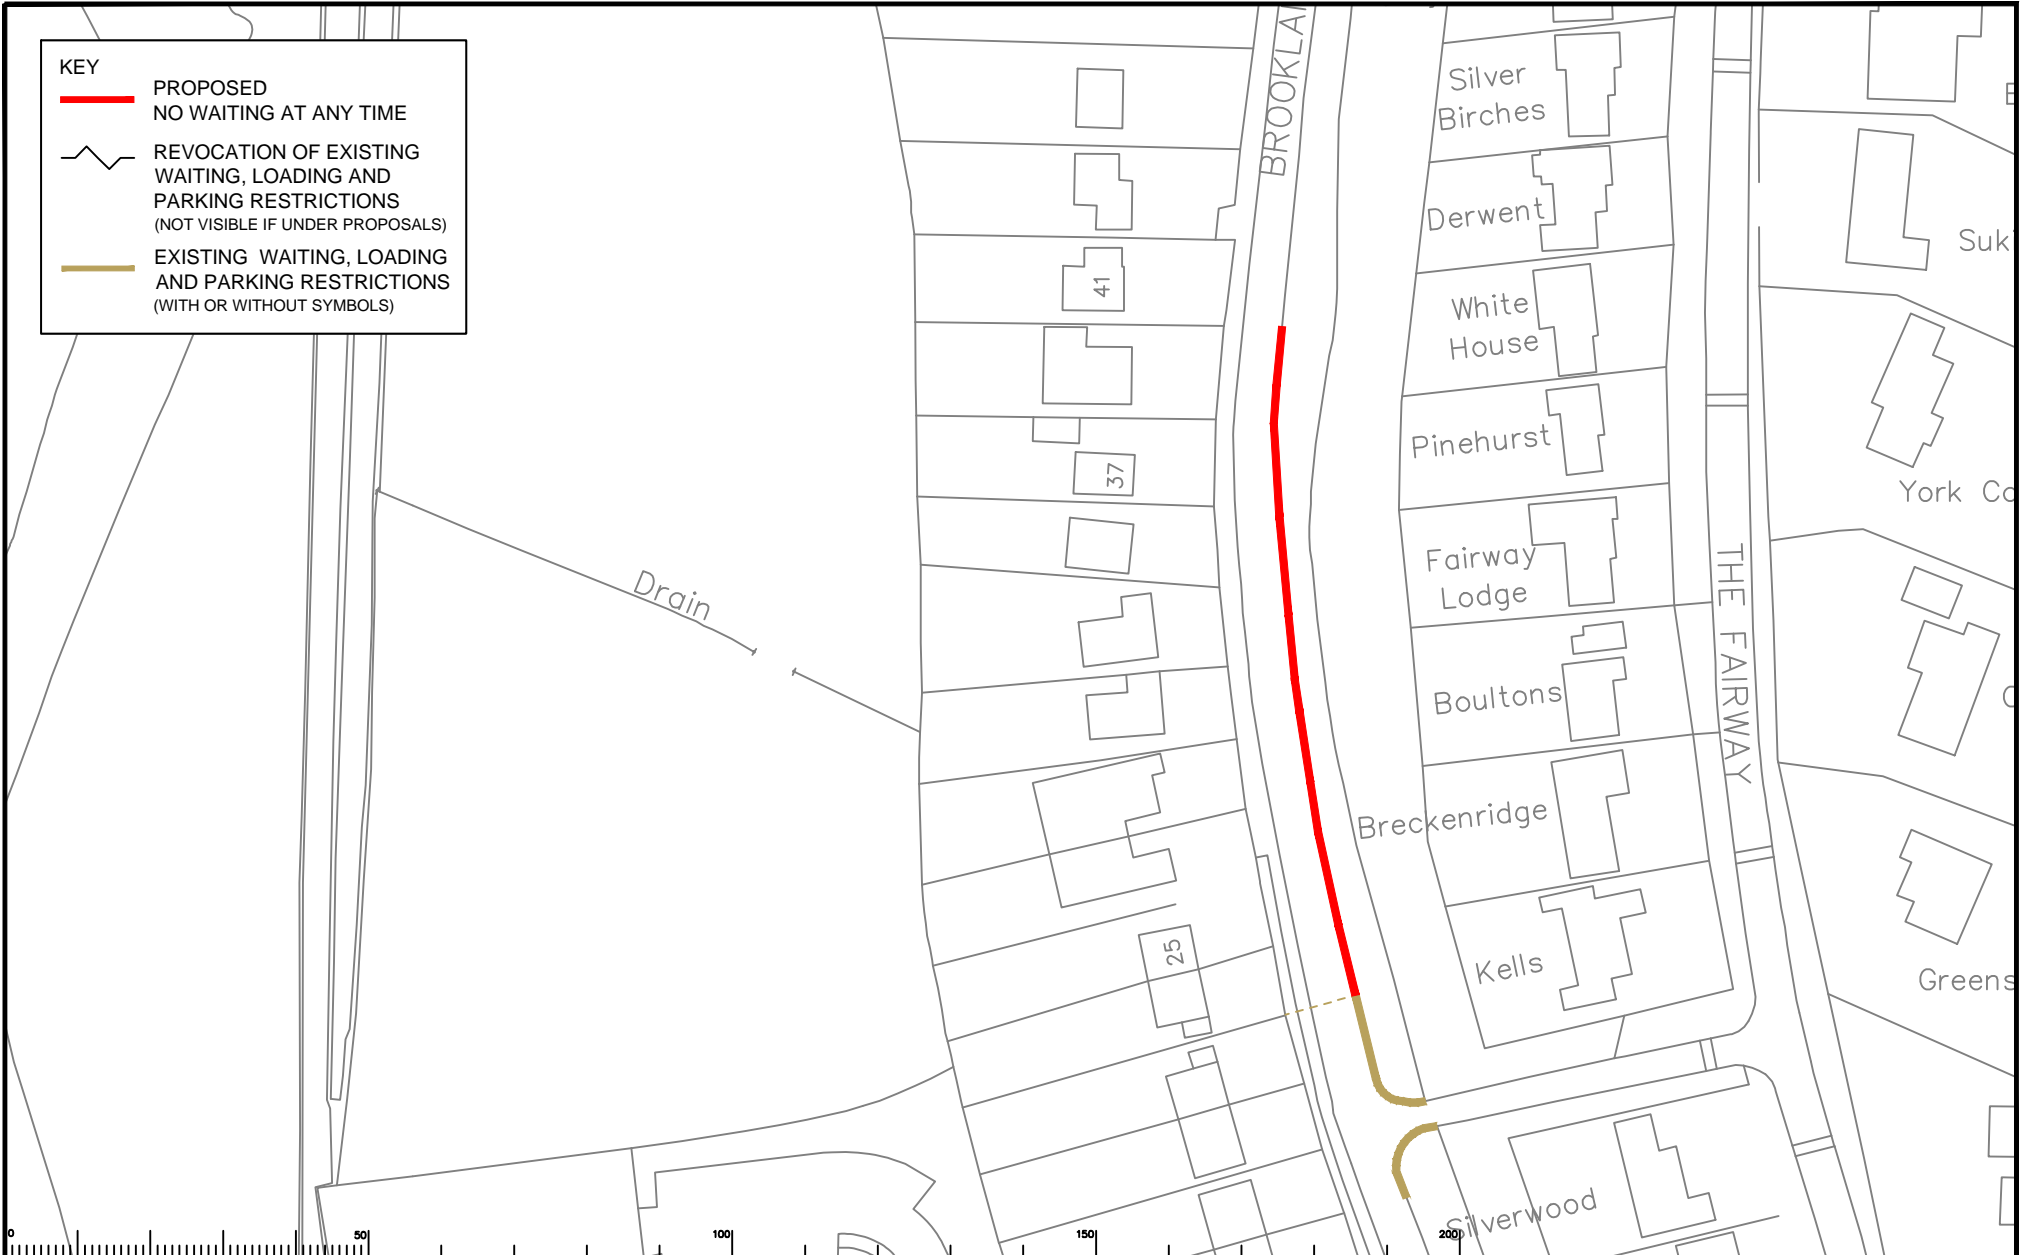 KEY
PROPOSED
NO WAITING AT ANY TIME
REVOCATION OF EXISTING
WAITING, LOADING AND
PARKING RESTRICTIONS
(NOT VISIBLE IF UNDER PROPOSALS)
EXISTING WAITING, LOADING
AND PARKING RESTRICTIONS
(WITH OR WITHOUT SYMBOLS)
BROOKLA
Silver
Birches
Derwent
Suk
41
White
House
Pinehurst
37
York Co
Fairway
Lodge
Drain
THE FAIRWAY
Boultons
Breckenridge
25
Kells
Greens
Silverwood
0
50
100
150
200